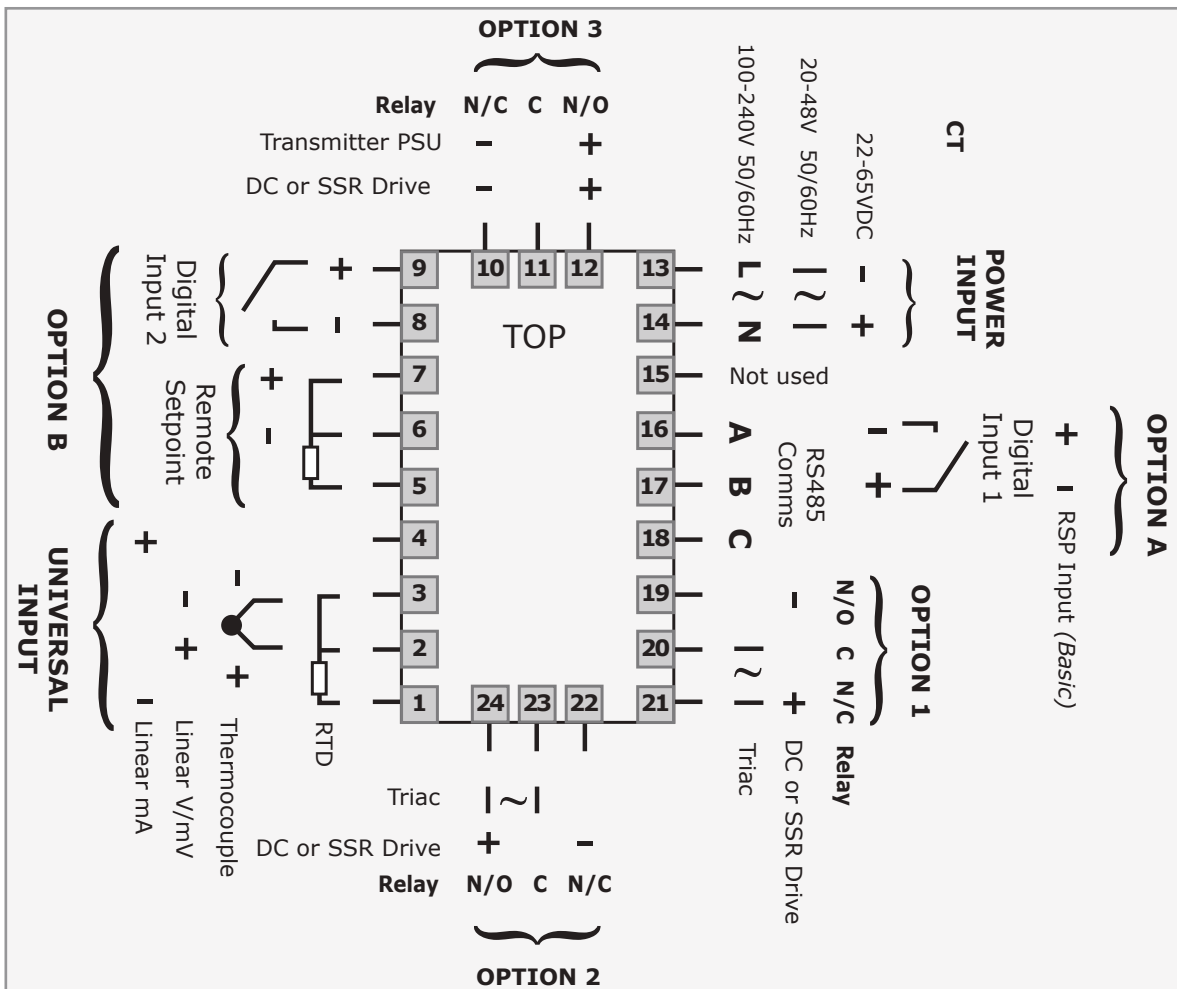 OPTION 3
Relay N/C C N/O
Transmitter PSU - +
DC or SSR Drive - +
OPTION B
Digital
Input 2
+
-
Remote
Setpoint
+
-
UNIVERSAL
INPUT
+ - Linear mA
- + Linear V/mV
- + Thermocouple
RTD
9
8
7
6
5
4
3
2
1
10 11 12
TOP
13
14
15
16
17
18
19
20
21
24 23 22
100-240V 50/60Hz
L ~ N
20-48V 50/60Hz
~
22-65VDC
- +
CT
POWER
INPUT
Not used
A B C
RS485
Comms
- +
Digital
Input 1
+ - RSP Input (Basic)
OPTION A
OPTION 1
N/O C N/C Relay
- + DC or SSR Drive
~ Triac
Triac ~
DC or SSR Drive + -
Relay N/O C N/C
OPTION 2